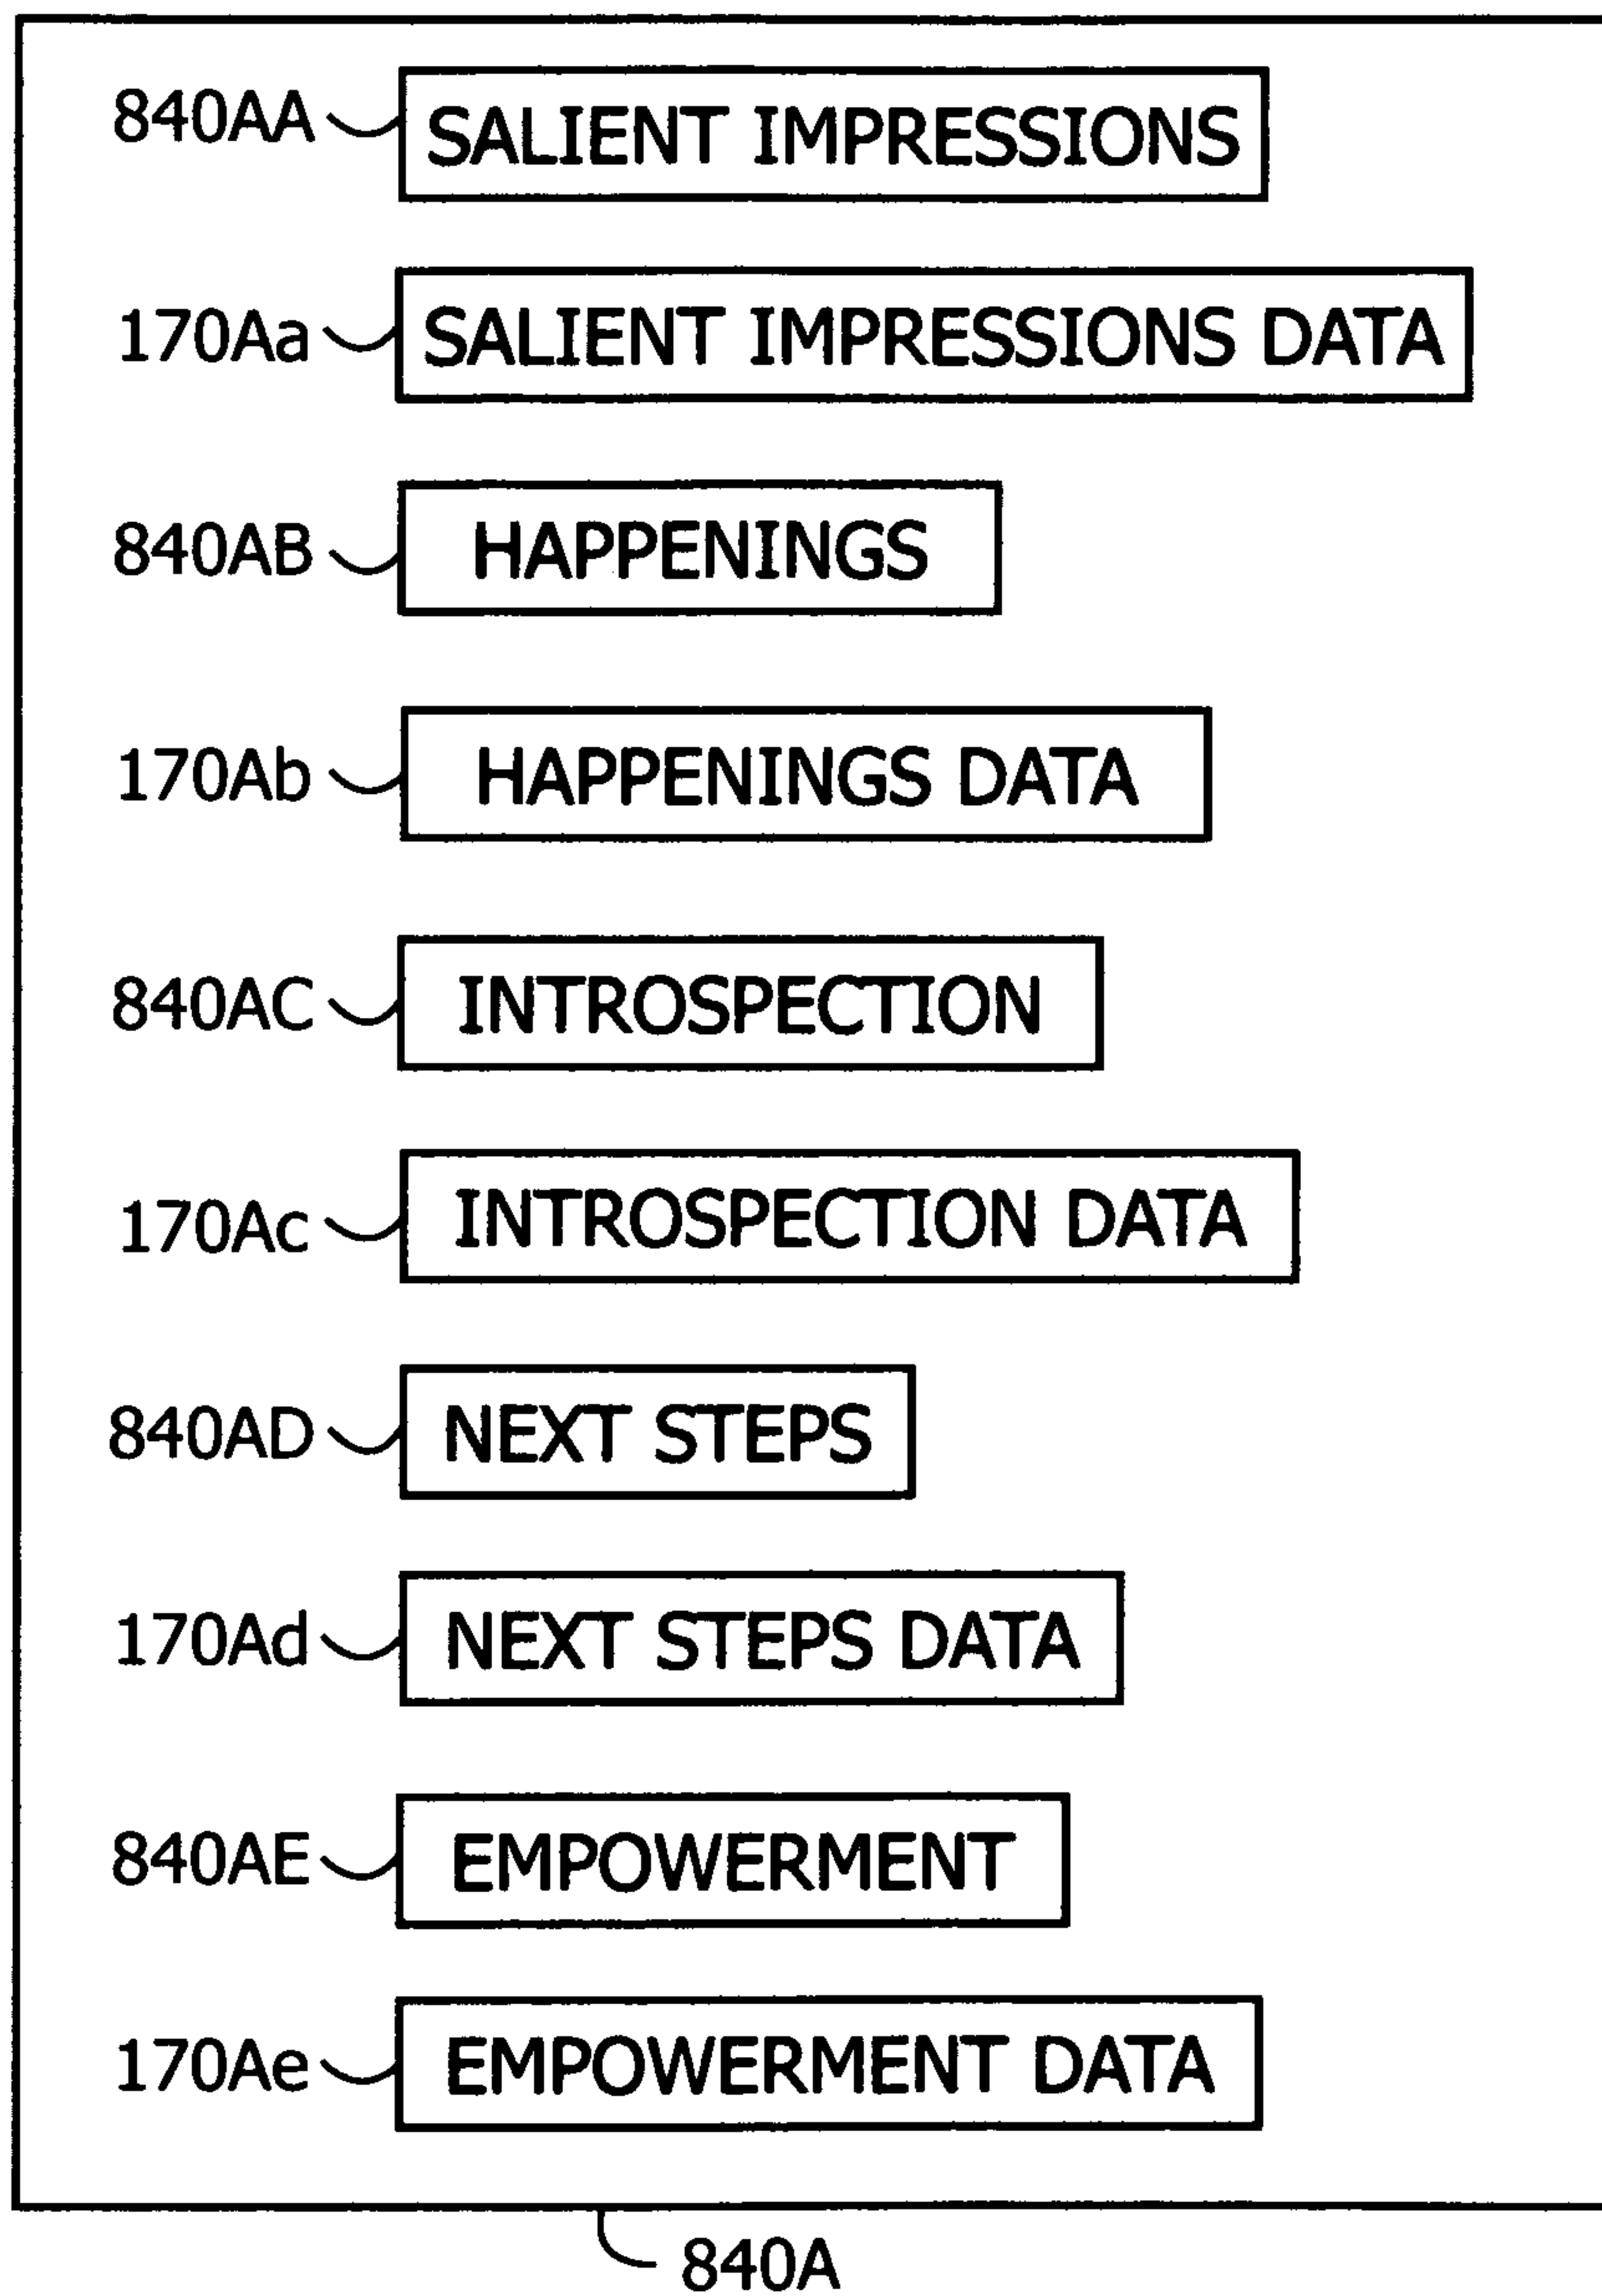 840AA SALIENT IMPRESSIONS
170Aa SALIENT IMPRESSIONS DATA
840AB HAPPENINGS
170Ab HAPPENINGS DATA
840AC INTROSPECTION
170Ac INTROSPECTION DATA
840AD NEXT STEPS
170Ad NEXT STEPS DATA
840AE EMPOWERMENT
170Ae EMPOWERMENT DATA
840A